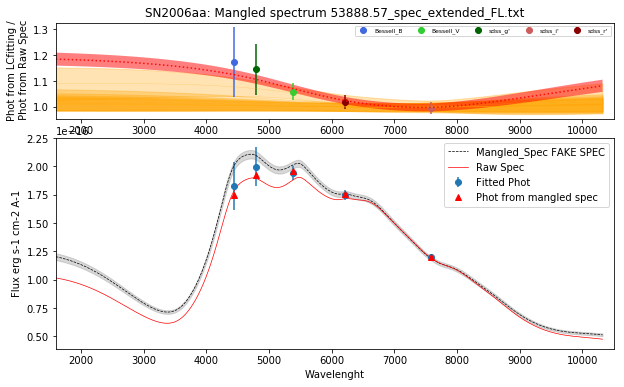 SN2006aa: Mangled spectrum 53888.57_spec_extended_FL.txt
Phot from LCfitting /
Phot from Raw Spec
1.3
1.2
1.1
1.0
Bessell_B
Bessell_V
sdss_g'
sdss_i'
sdss_r'
2000 3000 4000 5000 6000 7000 8000 9000 10000
Flux erg s-1 cm-2 A-1
2.25
2.00
1.75
1.50
1.25
1.00
0.75
0.50
Mangled_Spec FAKE SPEC
Raw Spec
Fitted Phot
Phot from mangled spec
2000 3000 4000 5000 6000 7000 8000 9000 10000
Wavelenght